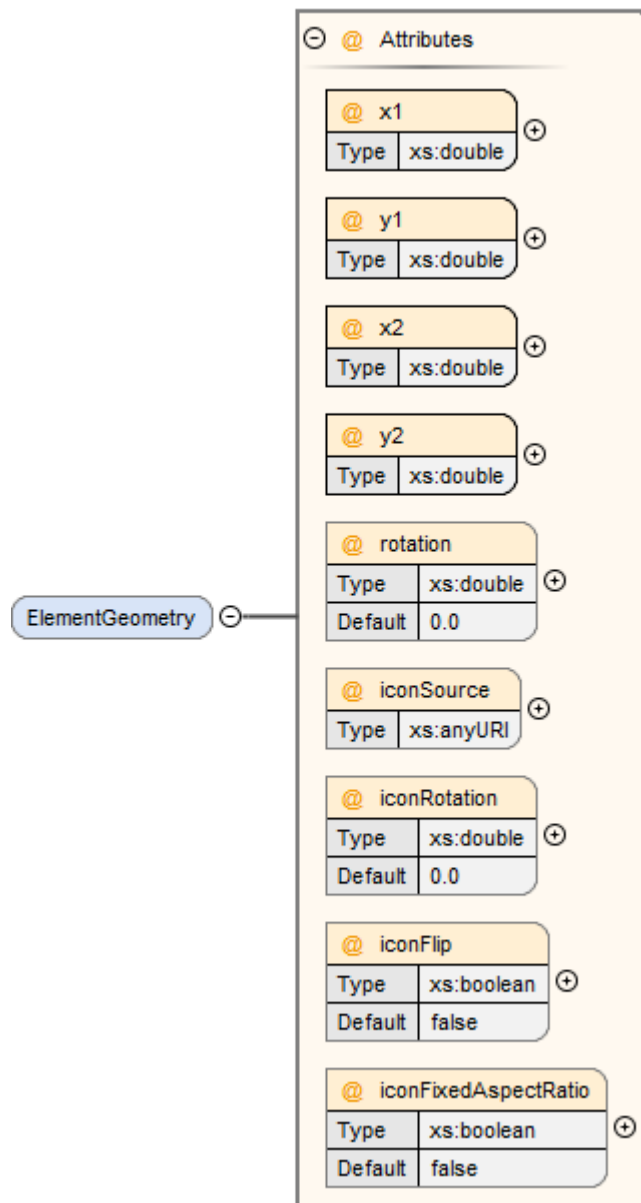 @ Attributes
@ x1
Type xs:double
@ y1
Type xs:double
@ x2
Type xs:double
@ y2
Type xs:double
@ rotation
Type xs:double
Default 0.0
ElementGeometry
@ iconSource
Type xs:anyURI
@ iconRotation
Type xs:double
Default 0.0
@ iconFlip
Type xs:boolean
Default false
@ iconFixedAspectRatio
Type xs:boolean
Default false